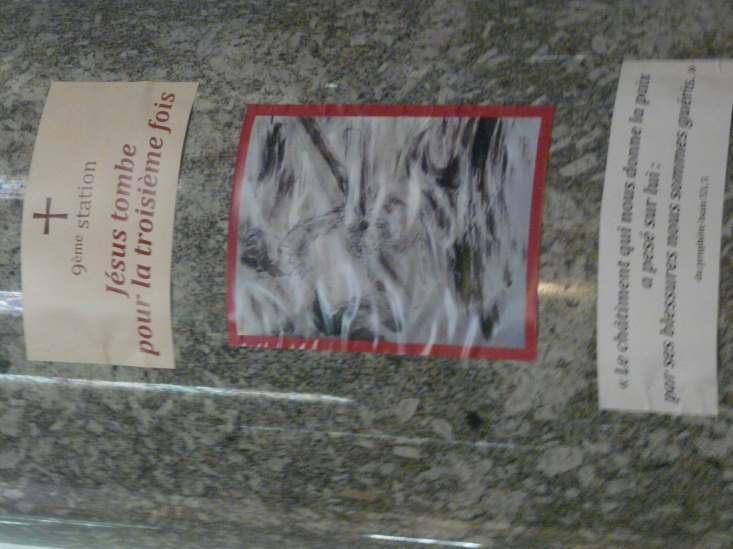 9ème station
Jésus tombe
pour la troisième fois
« Le châtiment qui nous donne la paix
a pesé sur lui :
par ses blessures nous sommes guéris. »